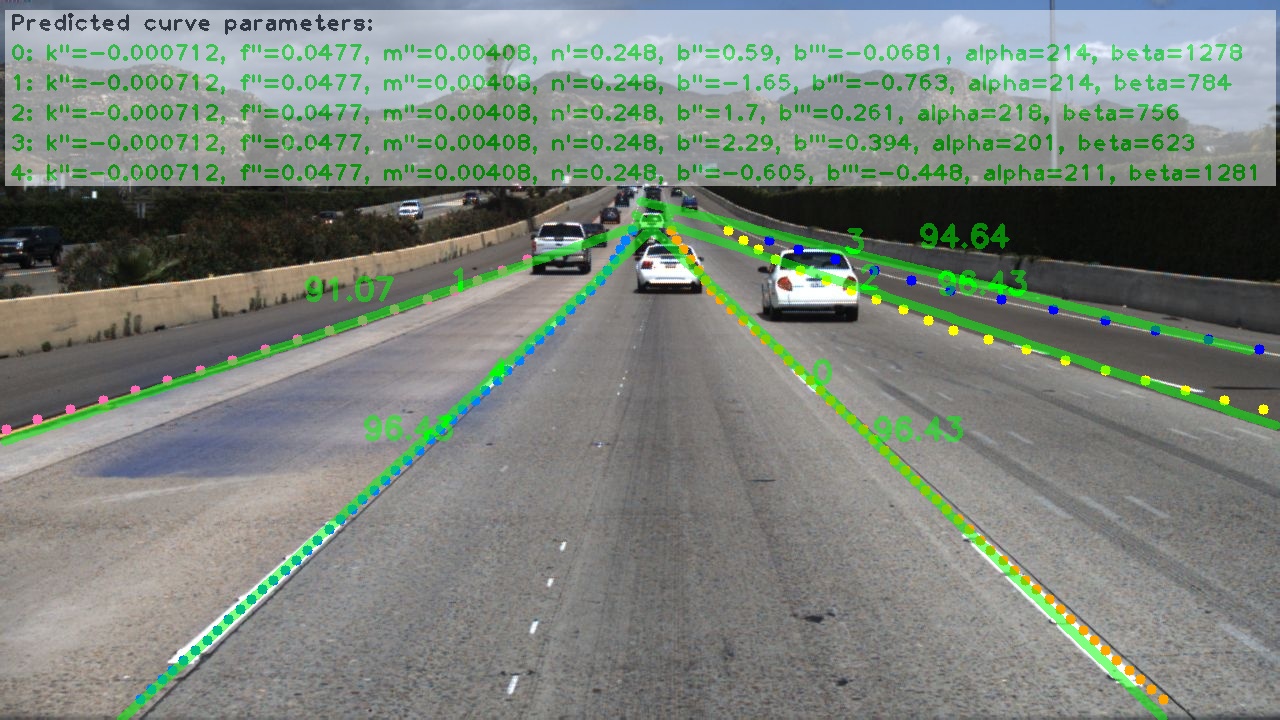 Predicted curve parameters:
0: k''=-0.000712, f''=0.0477, m''=0.00408, n'=0.248, b''=0.59, b'''=-0.0681, alpha=214, beta=1278
1: k''=-0.000712, f''=0.0477, m''=0.00408, n'=0.248, b''=-1.65, b'''=-0.763, alpha=214, beta=784
2: k''=-0.000712, f''=0.0477, m''=0.00408, n'=0.248, b''=1.7, b'''=0.261, alpha=218, beta=756
3: k''=-0.000712, f''=0.0477, m''=0.00408, n'=0.248, b''=2.29, b'''=0.394, alpha=201, beta=623
4: k''=-0.000712, f''=0.0477, m''=0.00408, n'=0.248, b''=-0.605, b'''=-0.448, alpha=211, beta=1281
3 94.64
91.07 1 2 96.43
0
96.43 96.43